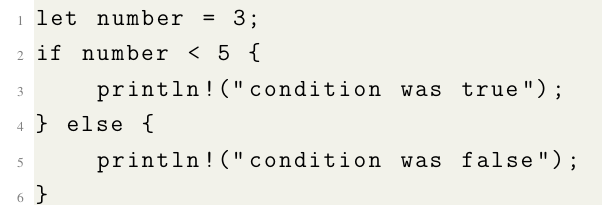 1 let number = 3;
2 if number < 5 {
3     println!("condition was true");
4 } else {
5     println!("condition was false");
6 }